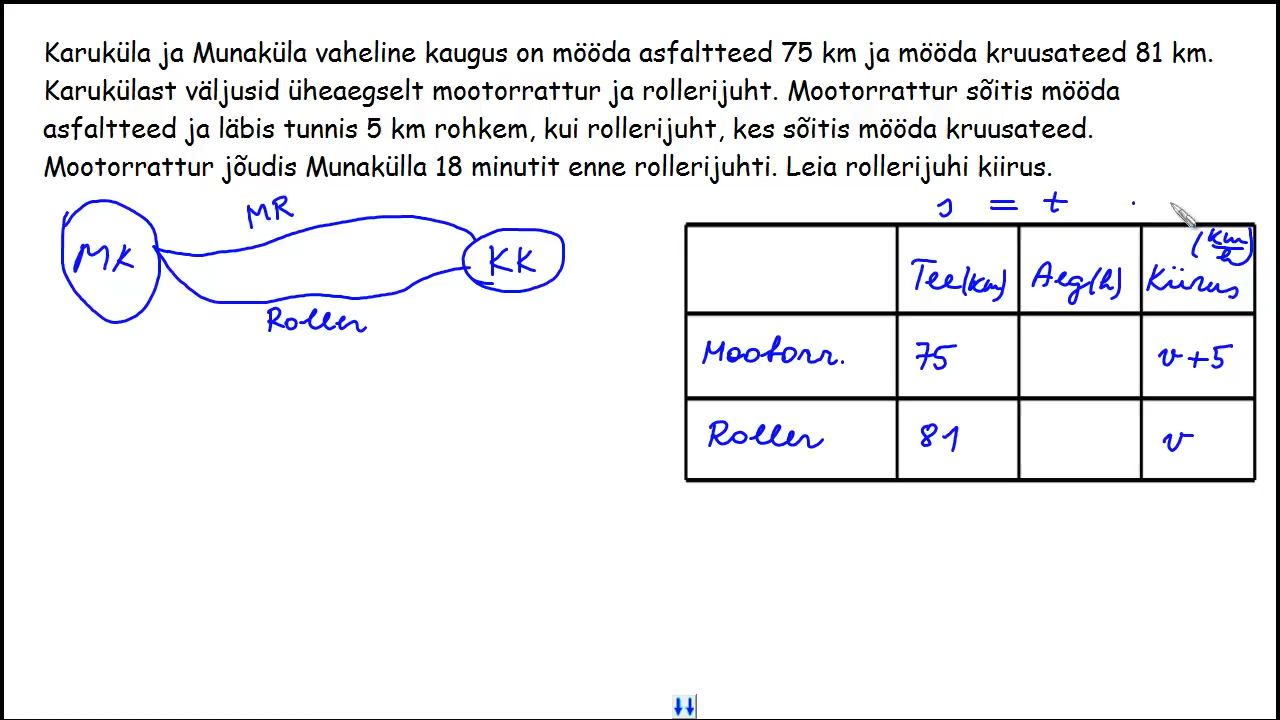 Karuküla ja Munaküla vaheline kaugus on mööda asfaltteed 75 km ja mööda kruusateed 81 km.
Karukülast väljusid üheaegselt mootorrattur ja rollerijuht. Mootorrattur sõitis mööda
asfaltteed ja läbis tunnis 5 km rohkem, kui rollerijuht, kes sõitis mööda kruusateed.
Mootorrattur jõudis Munakülla 18 minutit enne rollerijuhti. Leia rollerijuhi kiirus.
MR
MK
KK
Roller
s = t ·
Tee(km) Aeg(h) Kiirus (km/h)
Mootorr. 75 v+5
Roller 81 v